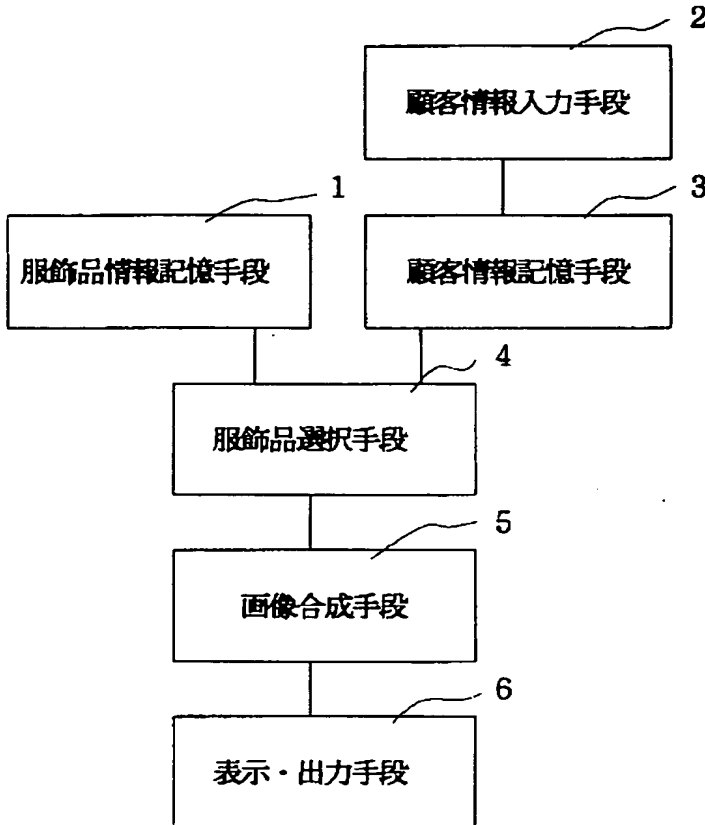 2
顧客情報入力手段
1
3
服飾品情報記憶手段
顧客情報記憶手段
4
服飾品選択手段
5
画像合成手段
6
表示・出力手段